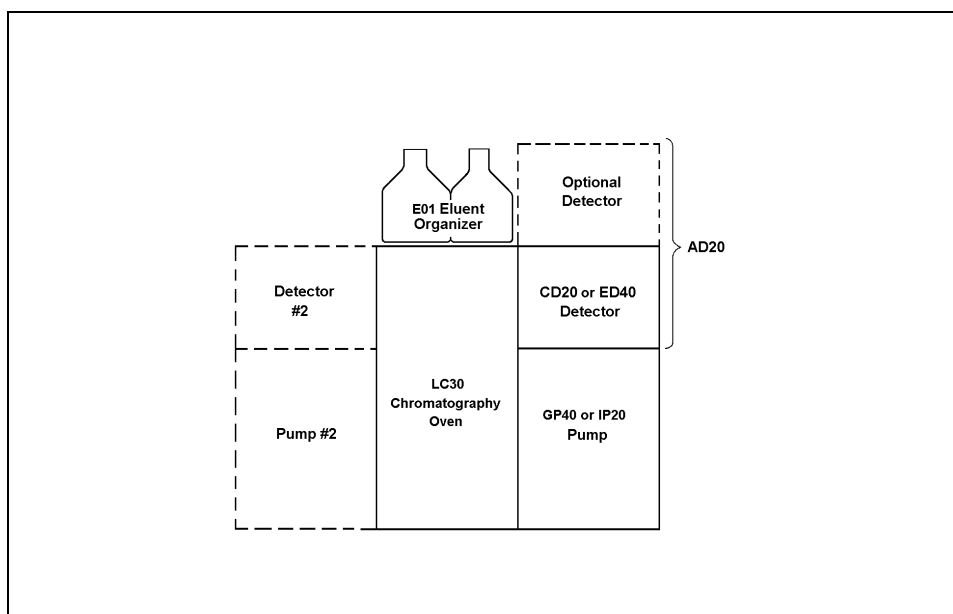 E01 Eluent
Organizer
Optional
Detector
AD20
Detector
#2
CD20 or ED40
Detector
LC30
Chromatography
Oven
Pump #2
GP40 or IP20
Pump